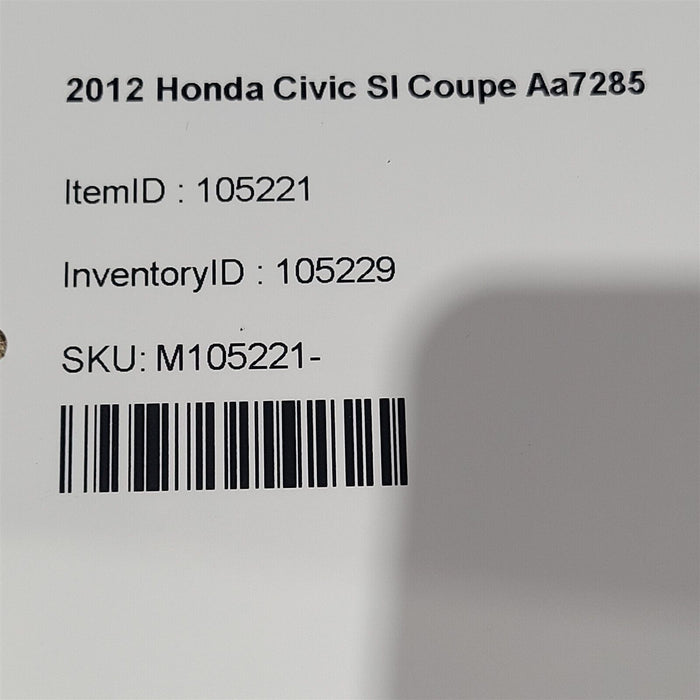 2012 Honda Civic SI Coupe Aa7285
ItemID : 105221
InventoryID : 105229
SKU: M105221-